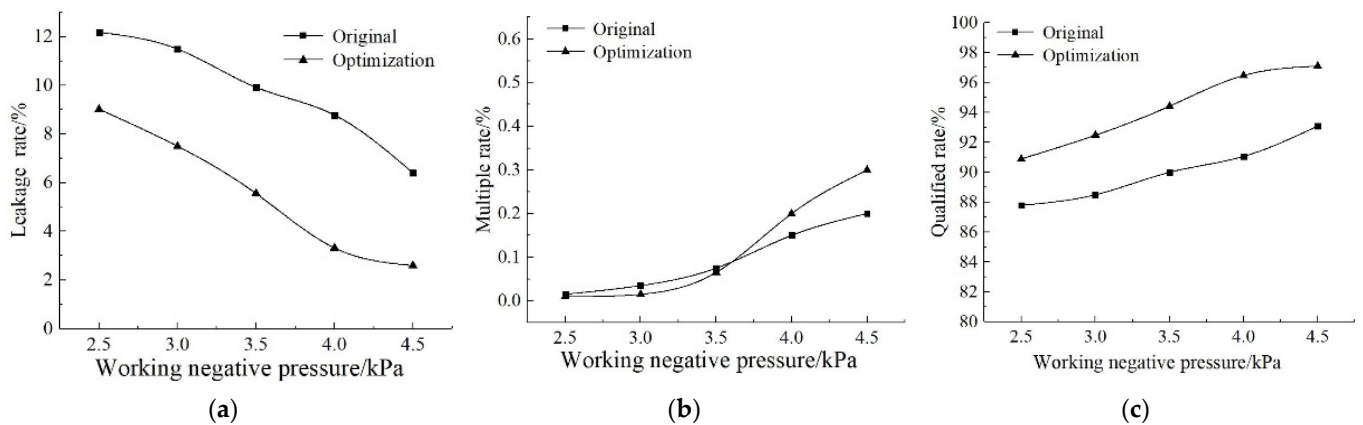 Leakage rate/%
12
10
8
6
4
2
0
Original
Optimization
2.5 3.0 3.5 4.0 4.5
Working negative pressure/kPa
(a)
Multiple rate/%
0.6
0.5
0.4
0.3
0.2
0.1
0.0
Original
Optimization
2.5 3.0 3.5 4.0 4.5
Working negative pressure/kPa
(b)
Qualified rate/%
100
98
96
94
92
90
88
86
84
82
80
Original
Optimization
2.5 3.0 3.5 4.0 4.5
Working negative pressure/kPa
(c)